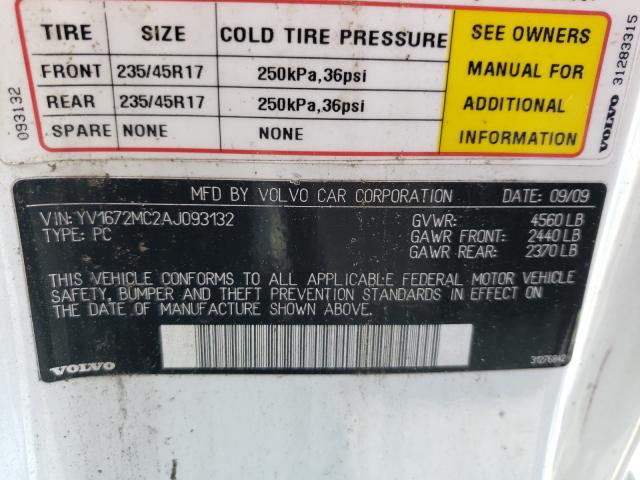 TIRE SIZE COLD TIRE PRESSURE SEE OWNERS MANUAL FOR ADDITIONAL INFORMATION
FRONT 235/45R17 250kPa,36psi
REAR 235/45R17 250kPa,36psi
SPARE NONE NONE
093132
31283315
VOLVO
MFD BY VOLVO CAR CORPORATION DATE: 09/09
VIN: YV1672MC2AJ093132 GVWR: 4560 LB
TYPE: PC GAWR FRONT: 2440 LB
GAWR REAR: 2370 LB
THIS VEHICLE CONFORMS TO ALL APPLICABLE FEDERAL MOTOR VEHICLE
SAFETY, BUMPER AND THEFT PREVENTION STANDARDS IN EFFECT ON
THE DATE OF MANUFACTURE SHOWN ABOVE.
VOLVO 31276842